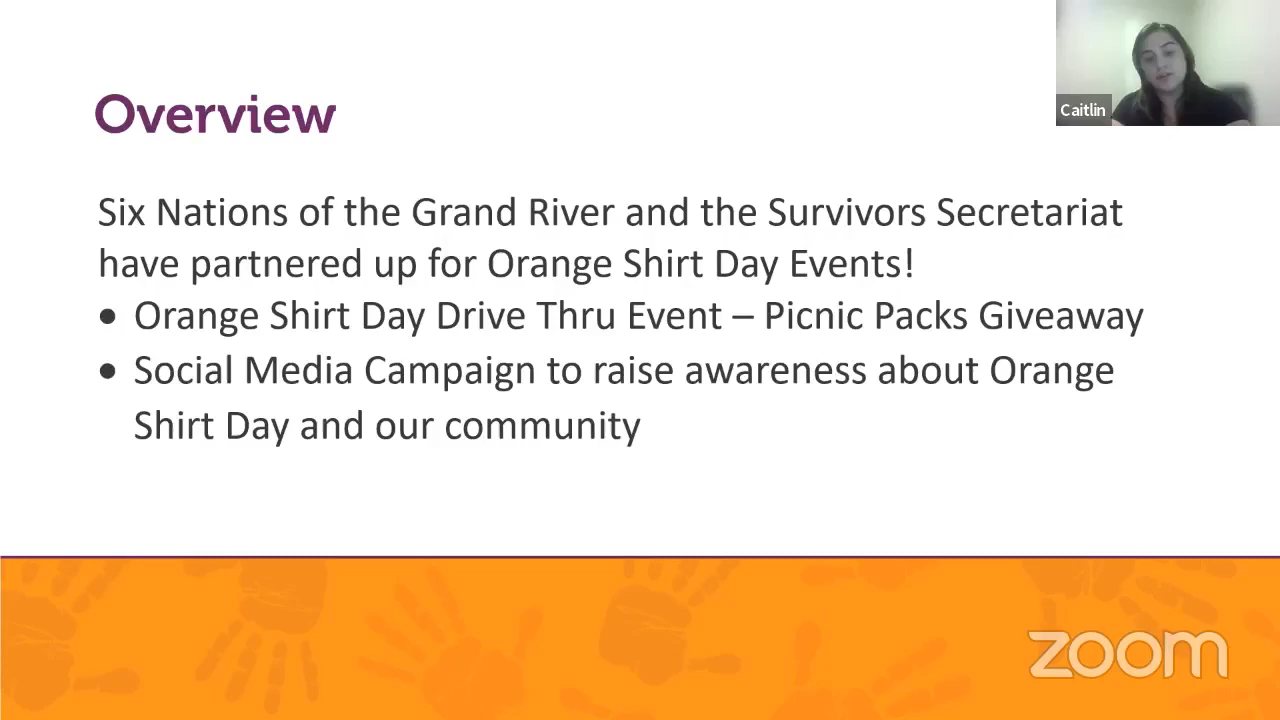 Caitlin
Overview
Six Nations of the Grand River and the Survivors Secretariat
have partnered up for Orange Shirt Day Events!
• Orange Shirt Day Drive Thru Event – Picnic Packs Giveaway
• Social Media Campaign to raise awareness about Orange
Shirt Day and our community
zoom